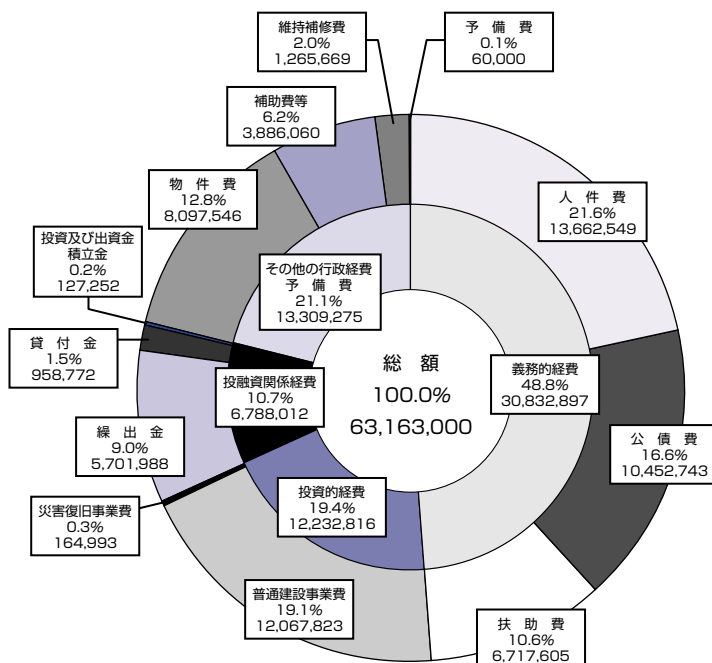 維持補修費
2.0%
1,265,669
予 備 費
0.1%
60,000
補助費等
6.2%
3,886,060
物 件 費
12.8%
8,097,546
人 件 費
21.6%
13,662,549
投資及び出資金
積立金
0.2%
127,252
その他の行政経費
予 備 費
21.1%
13,309,275
貸 付 金
1.5%
958,772
投融資関係経費
10.7%
6,788,012
総 額
100.0%
63,163,000
義務的経費
48.8%
30,832,897
繰 出 金
9.0%
5,701,988
公 債 費
16.6%
10,452,743
投資的経費
19.4%
12,232,816
災害復旧事業費
0.3%
164,993
普通建設事業費
19.1%
12,067,823
扶 助 費
10.6%
6,717,605